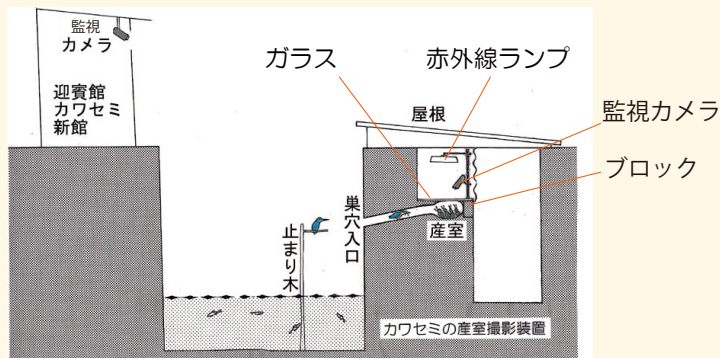 監視
カメラ
迎賓館
カワセミ
新館
ガラス
赤外線ランプ
屋根
監視カメラ
ブロック
巣穴入口
止まり木
産室
カワセミの産室撮影装置